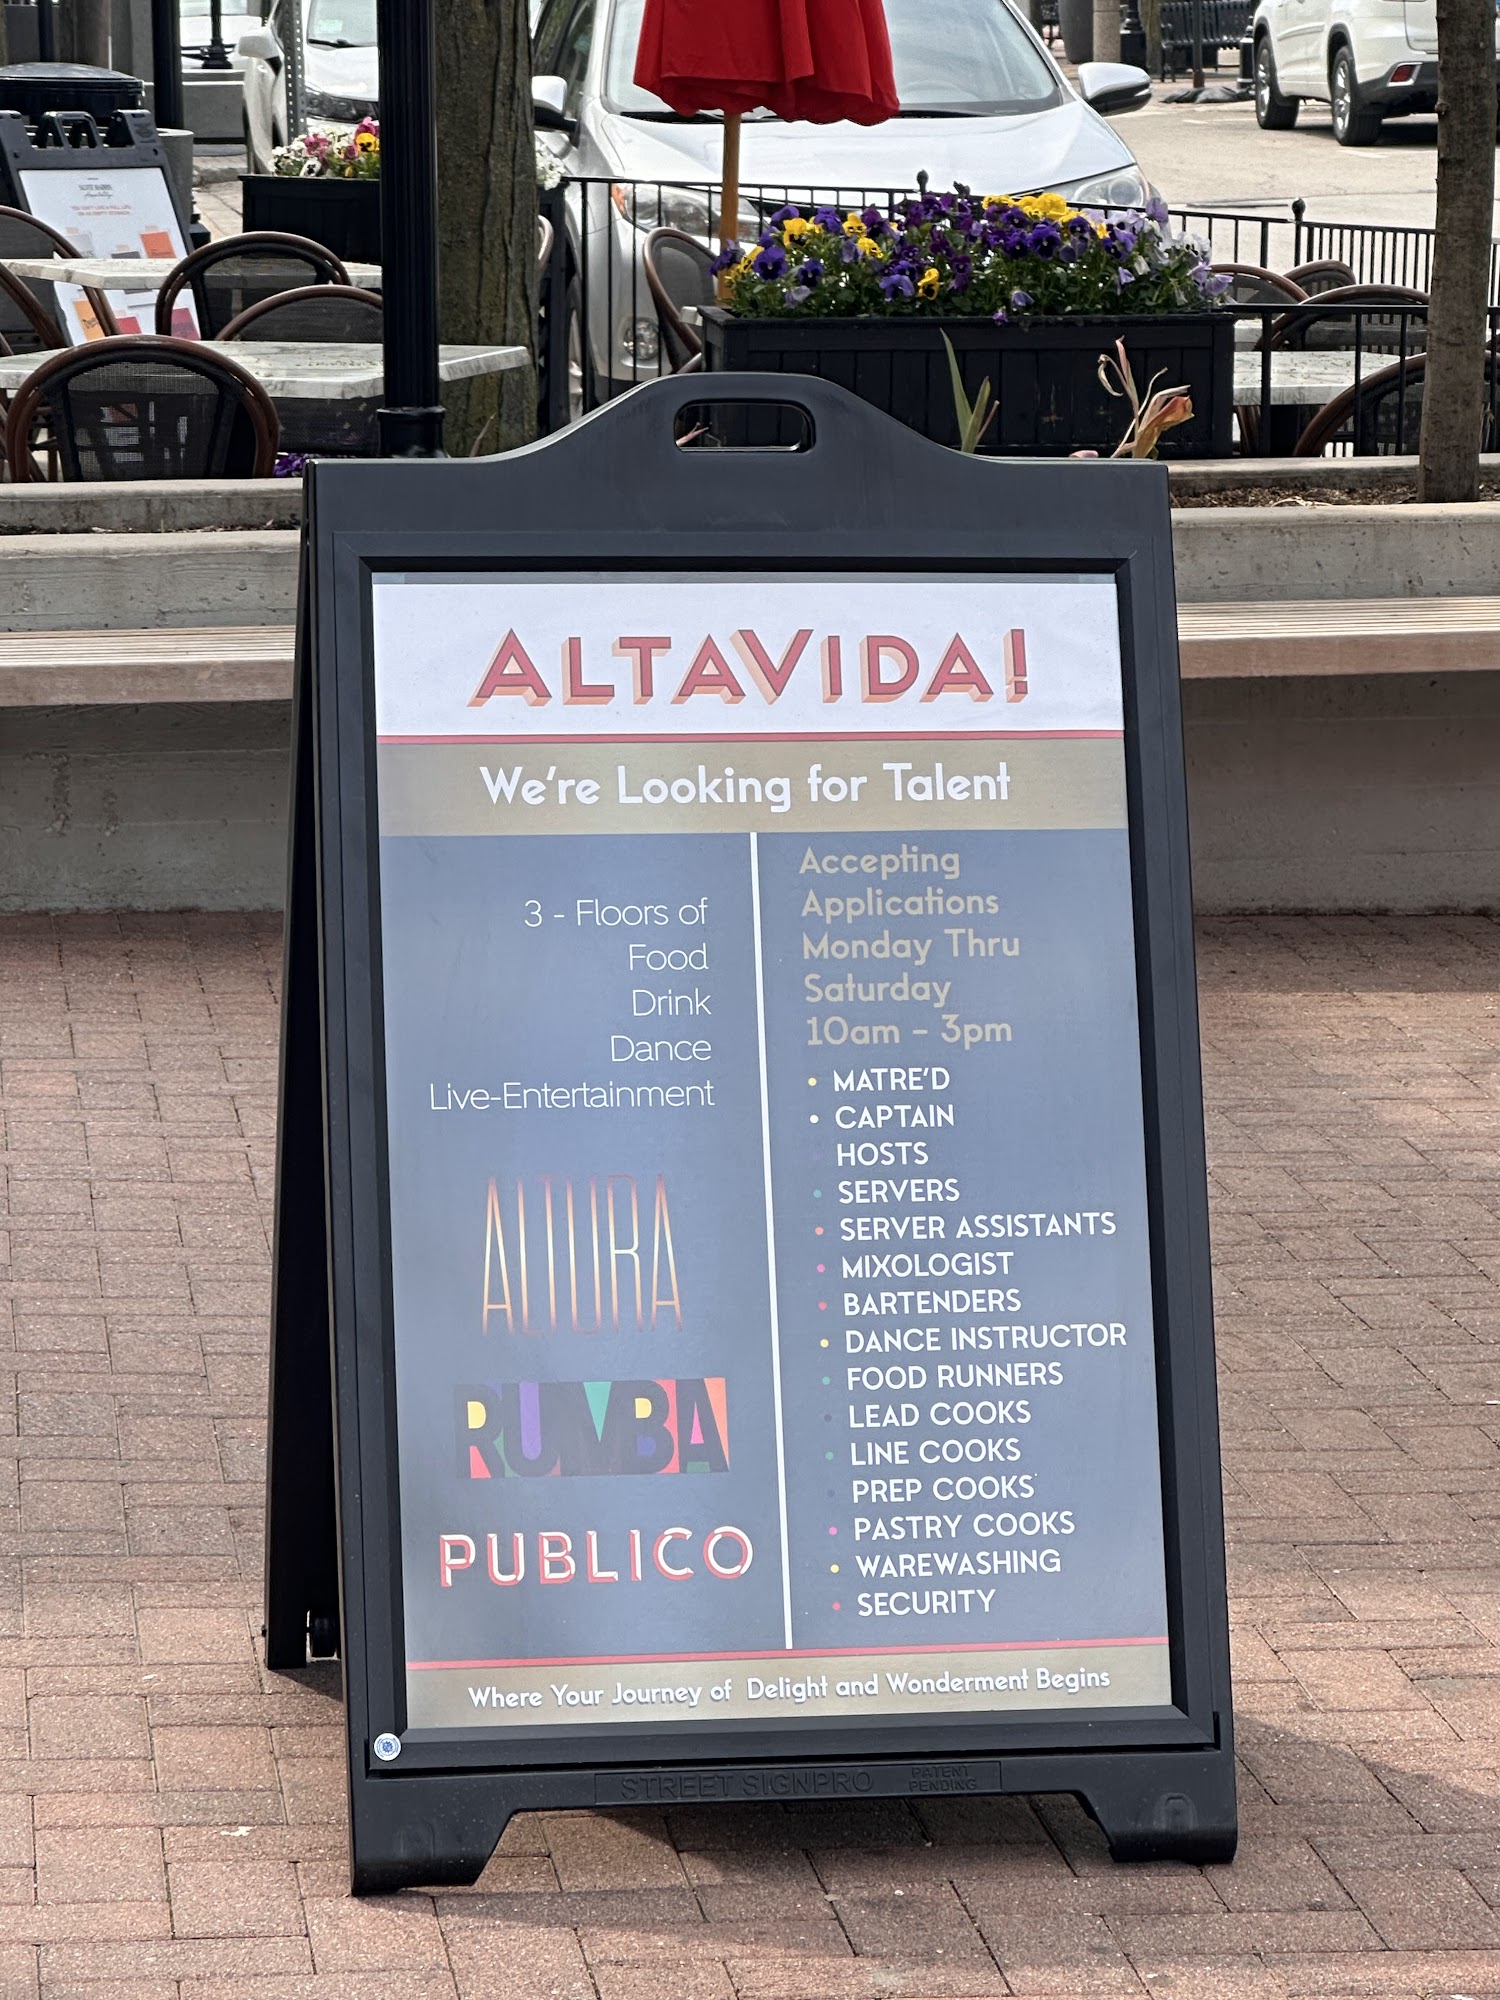 ALTAVIDA!
We're Looking for Talent
3 - Floors of
Food
Drink
Dance
Live-Entertainment
ALTURA
RUMBA
PUBLICO
Accepting
Applications
Monday Thru
Saturday
10am - 3pm
• MATRE'D
• CAPTAIN
HOSTS
• SERVERS
• SERVER ASSISTANTS
• MIXOLOGIST
• BARTENDERS
• DANCE INSTRUCTOR
• FOOD RUNNERS
• LEAD COOKS
• LINE COOKS
PREP COOKS
• PASTRY COOKS
• WAREWASHING
• SECURITY
Where Your Journey of Delight and Wonderment Begins
STREET SIGNPRO
PATENT
PENDING